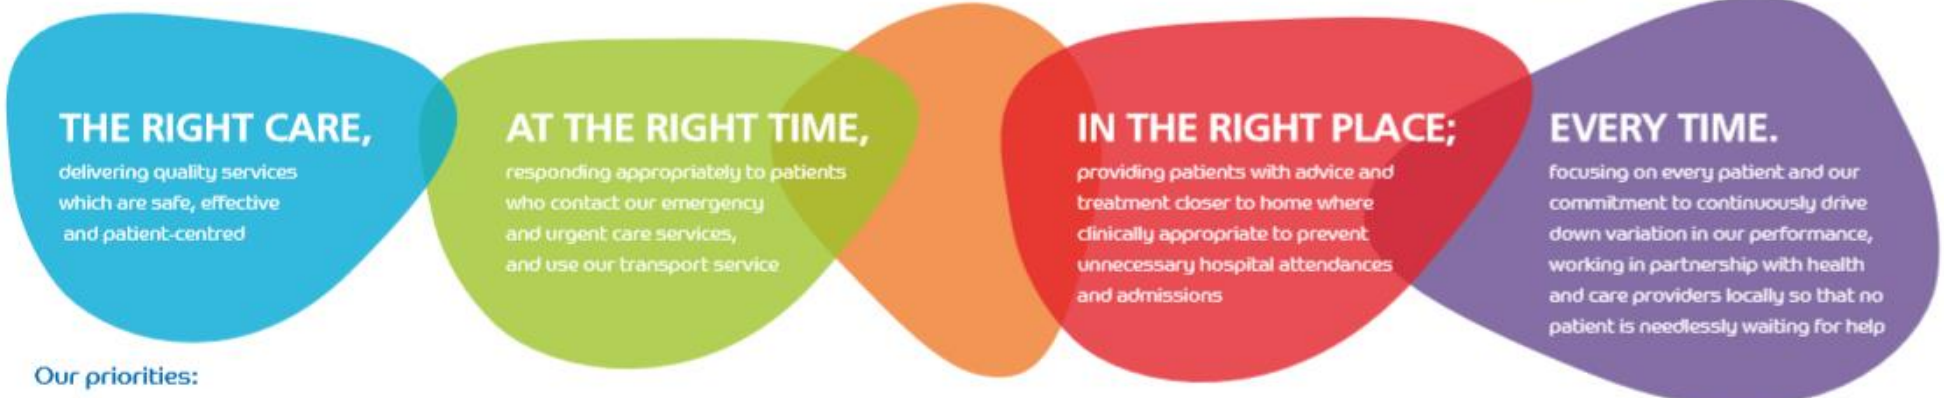 THE RIGHT CARE,
delivering quality services
which are safe, effective
and patient-centred
AT THE RIGHT TIME,
responding appropriately to patients
who contact our emergency
and urgent care services,
and use our transport service
IN THE RIGHT PLACE;
providing patients with advice and
treatment closer to home where
clinically appropriate to prevent
unnecessary hospital attendances
and admissions
EVERY TIME.
focusing on every patient and our
commitment to continuously drive
down variation in our performance,
working in partnership with health
and care providers locally so that no
patient is needlessly waiting for help
Our priorities: